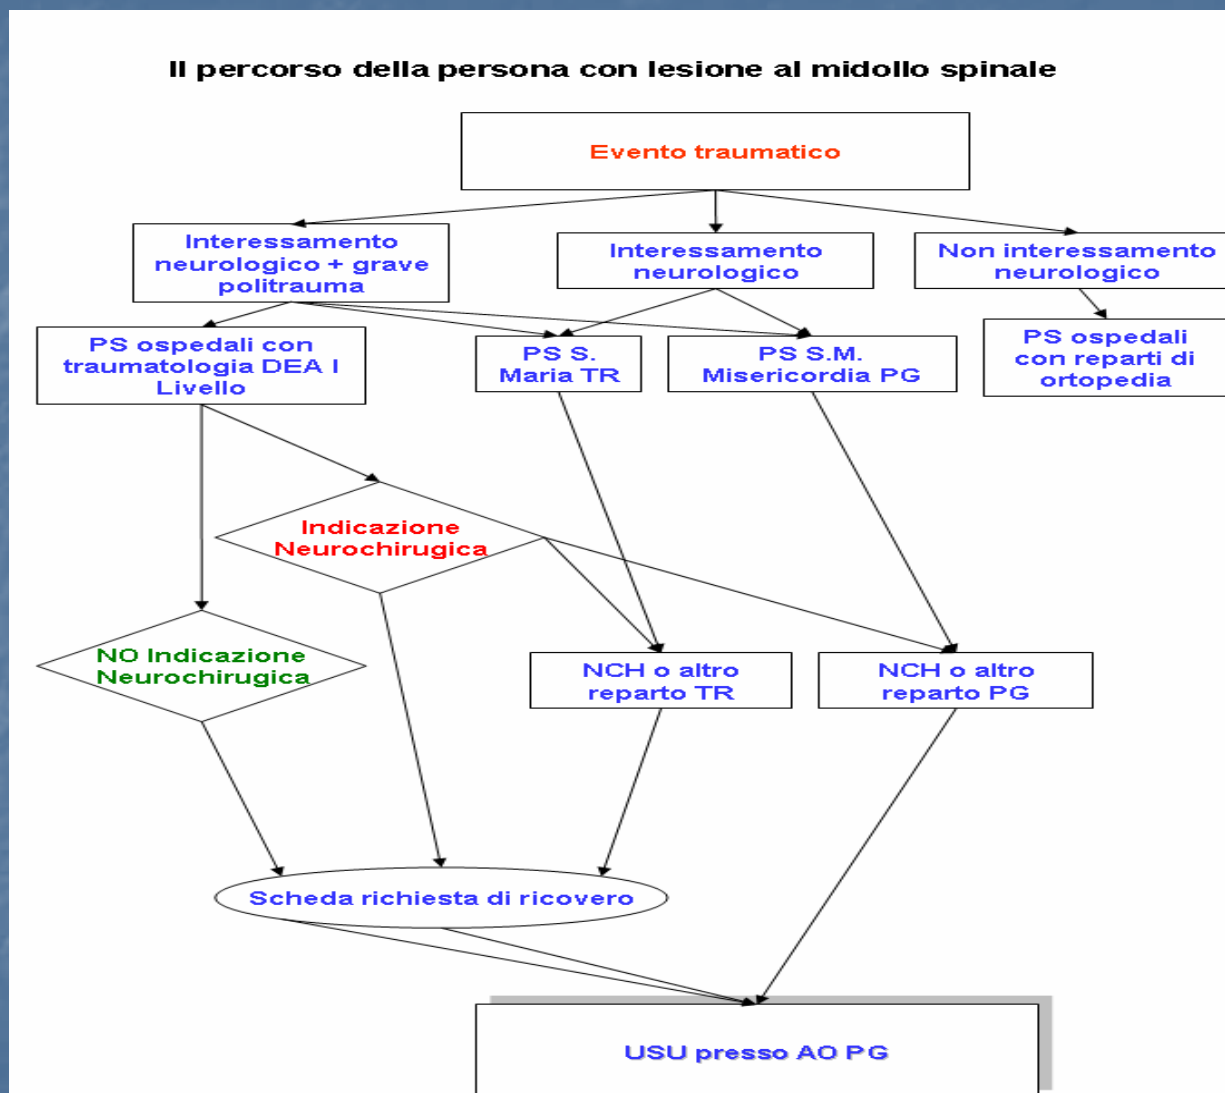 Il percorso della persona con lesione al midollo spinale
Evento traumatico
Interessamento
neurologico + grave
politrauma
Interessamento
neurologico
Non interessamento
neurologico
PS ospedali con
traumatologia DEA I
Livello
PS S.
Maria TR
PS S.M.
Misericordia PG
PS ospedali
con reparti di
ortopedia
Indicazione
Neurochirugica
NO Indicazione
Neurochirugica
NCH o altro
reparto TR
NCH o altro
reparto PG
Scheda richiesta di ricovero
USU presso AO PG